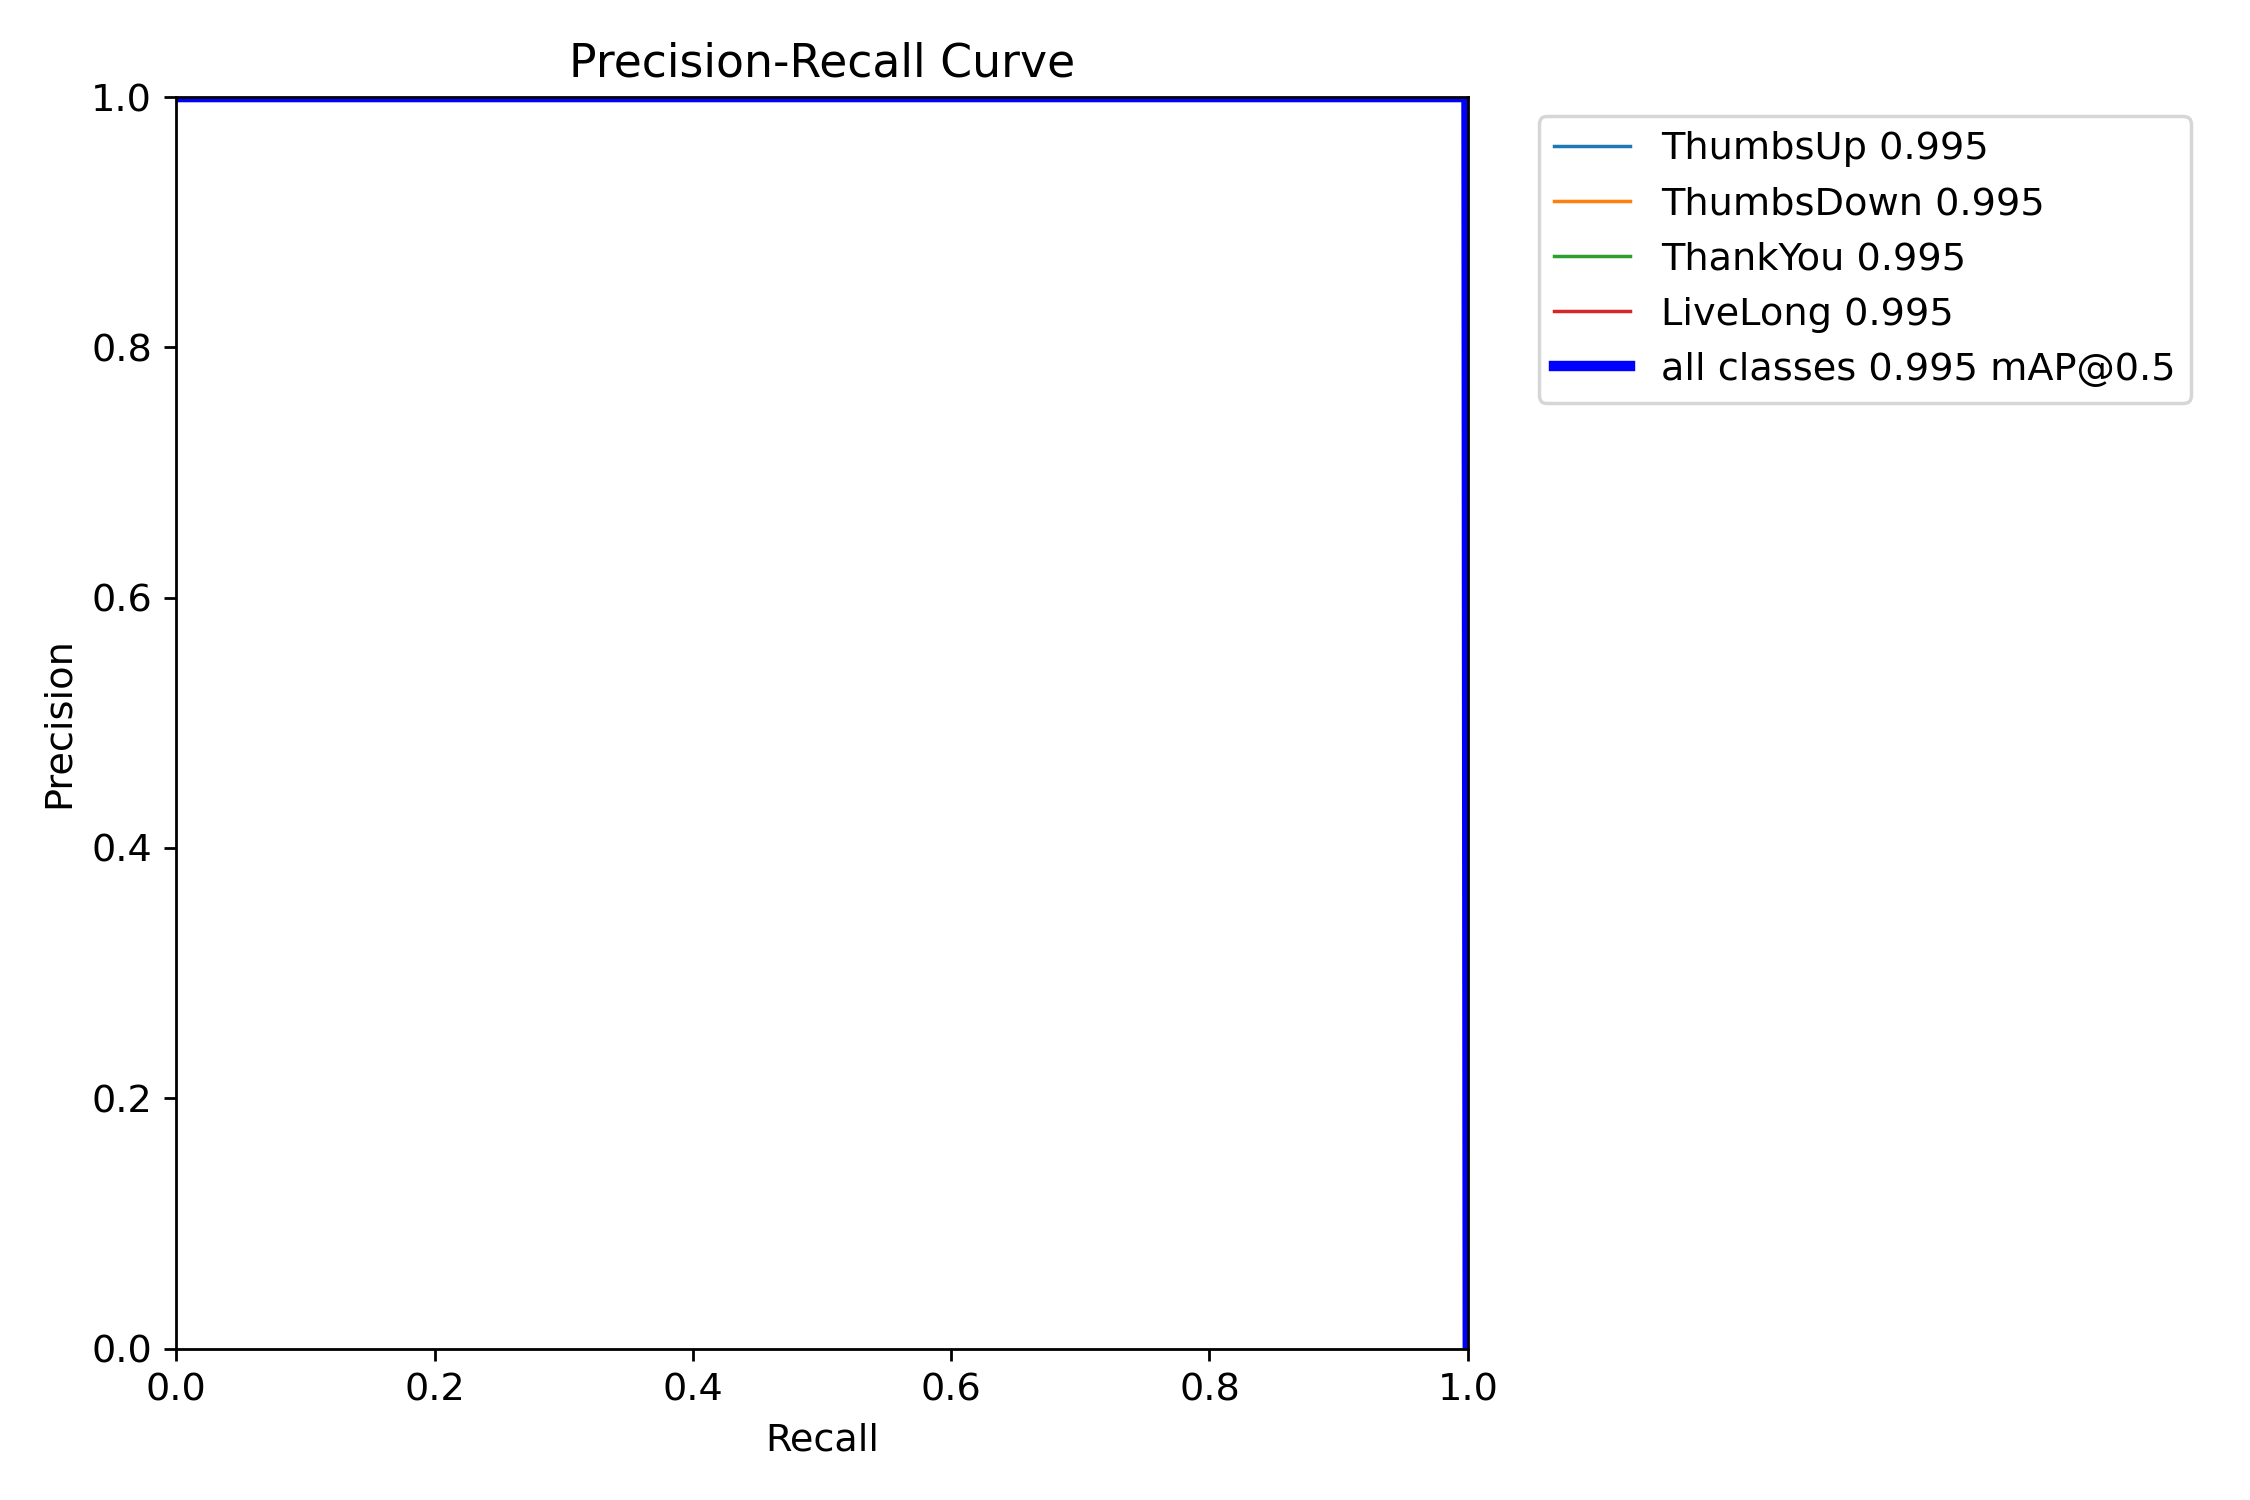 Precision-Recall Curve
1.0
0.8
0.6
0.4
0.2
0.0
Precision
0.0 0.2 0.4 0.6 0.8 1.0
Recall
ThumbsUp 0.995
ThumbsDown 0.995
ThankYou 0.995
LiveLong 0.995
all classes 0.995 mAP@0.5